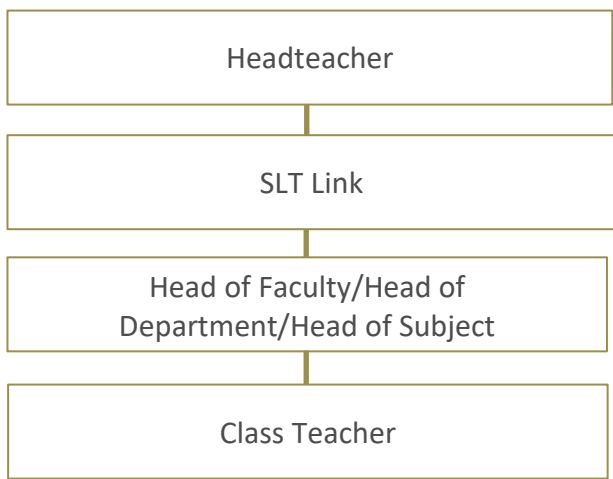 Headteacher
SLT Link
Head of Faculty/Head of
Department/Head of Subject
Class Teacher